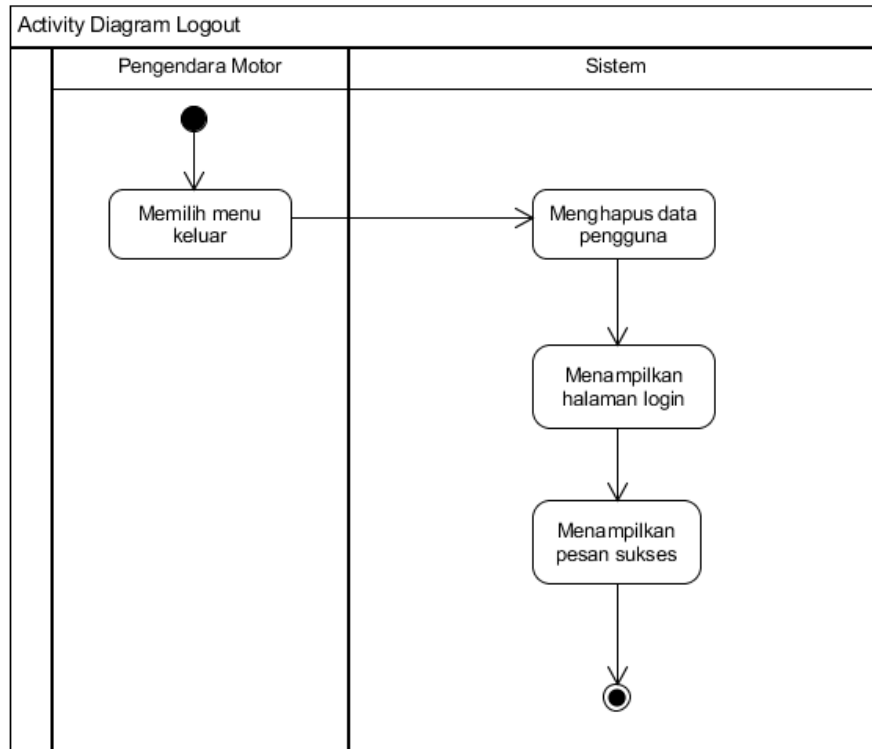 Activity Diagram Logout
Pengendara Motor
Sistem
Memilih menu
keluar
Menghapus data
pengguna
Menampilkan
halaman login
Menampilkan
pesan sukses